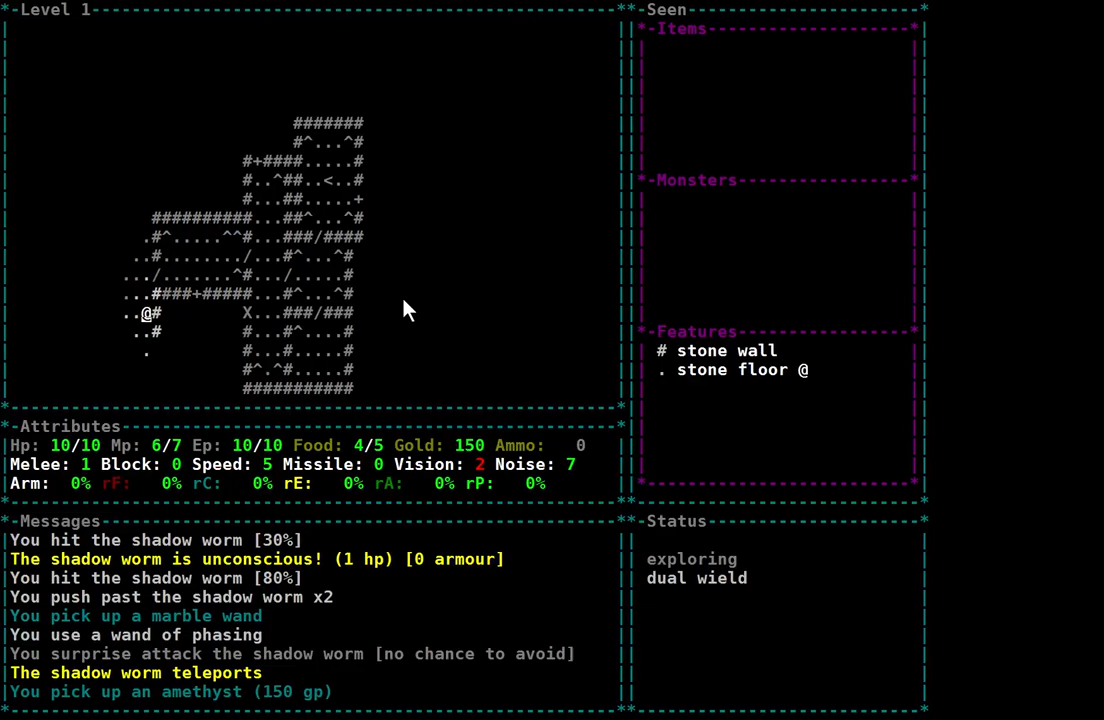 Level 1
Seen
Items
#######
#^...^#
#+####.....#
#..^##..<..#
Monsters
#...##.....+
##########...##^...^#
.#^.....^^#...###/####
..#......../...#^...^#
.../.......^#.../.....#
...####+#####...#^...^#
..@# X...###/###
Features
..# #...#^....#
# stone wall
. #...#.....#
. stone floor @
#^.^#.....#
###########
Attributes
Hp: 10/10 Mp: 6/7 Ep: 10/10 Food: 4/5 Gold: 150 Ammo: 0
Melee: 1 Block: 0 Speed: 5 Missile: 0 Vision: 2 Noise: 7
Arm: 0% rF: 0% rC: 0% rE: 0% rA: 0% rP: 0%
Messages
You hit the shadow worm [30%]
The shadow worm is unconscious! (1 hp) [0 armour]
You hit the shadow worm [80%]
You push past the shadow worm x2
You pick up a marble wand
You use a wand of phasing
You surprise attack the shadow worm [no chance to avoid]
The shadow worm teleports
You pick up an amethyst (150 gp)
Status
exploring
dual wield